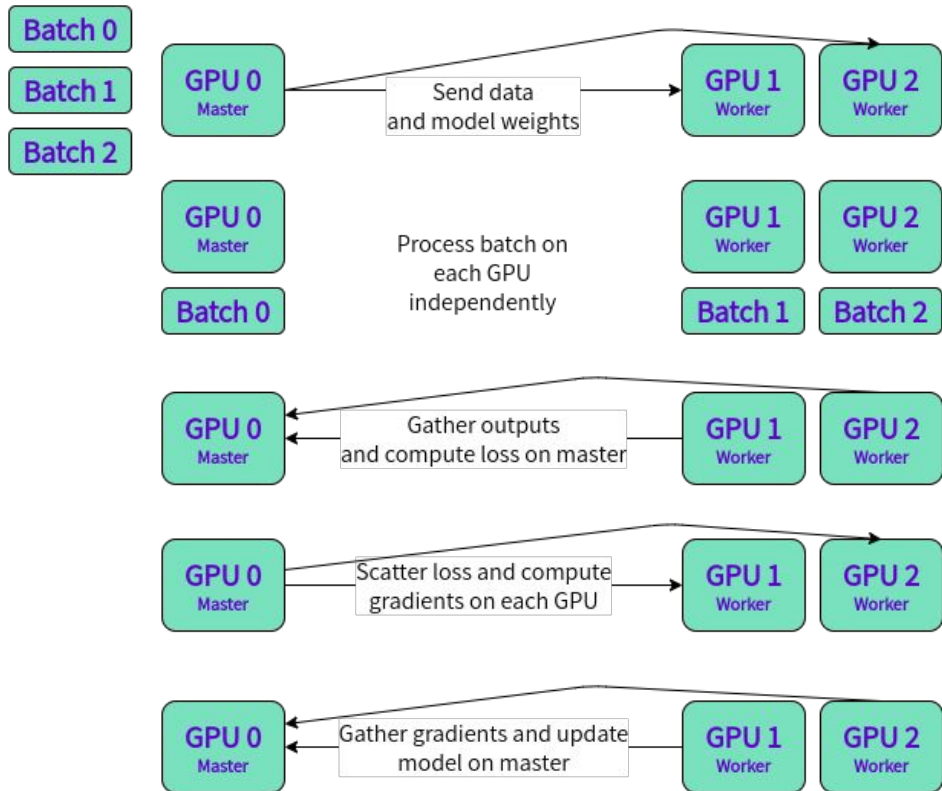 Batch 0
Batch 1
Batch 2
GPU 0
Master
Send data
and model weights
GPU 1
Worker
GPU 2
Worker
GPU 0
Master
Batch 0
Process batch on
each GPU
independently
GPU 1
Worker
Batch 1
GPU 2
Worker
Batch 2
GPU 0
Master
Gather outputs
and compute loss on master
GPU 1
Worker
GPU 2
Worker
GPU 0
Master
Scatter loss and compute
gradients on each GPU
GPU 1
Worker
GPU 2
Worker
GPU 0
Master
Gather gradients and update
model on master
GPU 1
Worker
GPU 2
Worker